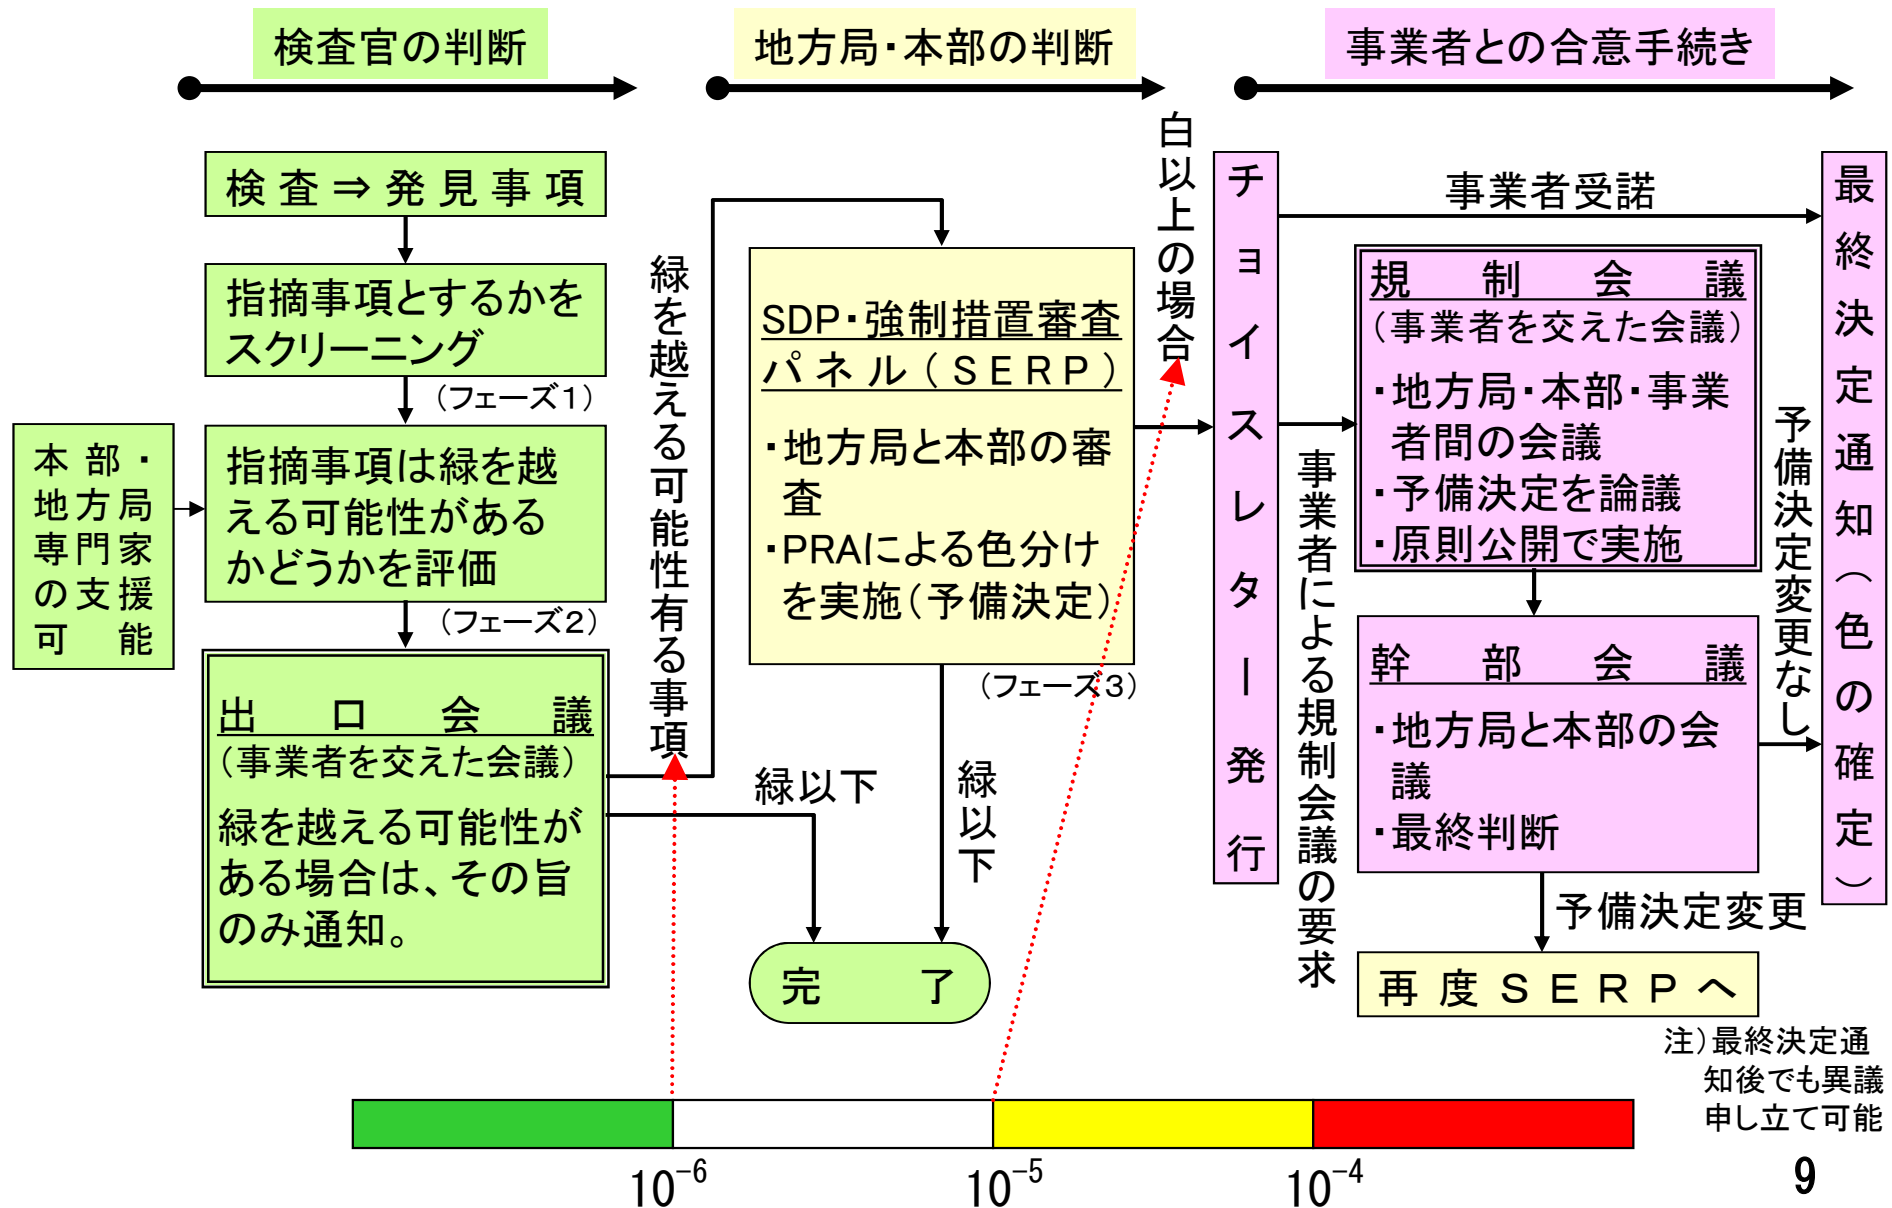 検査官の判断
地方局・本部の判断
事業者との合意手続き
検査⇒発見事項
指摘事項とするかを
スクリーニング
(フェーズ1)
本部・
地方局
専門家
の支援
可能
指摘事項は緑を越
える可能性がある
かどうかを評価
(フェーズ2)
出口会議
(事業者を交えた会議)
緑を越える可能性が
ある場合は、その旨
のみ通知。
緑を越える可能性有る事項
緑以下
SDP・強制措置審査
パネル(SERP)
・地方局と本部の審
査
・PRAによる色分け
を実施(予備決定)
(フェーズ3)
緑以下
完了
白以上の場合
チョイスレター発行
事業者受諾
事業者による規制会議の要求
規制会議
(事業者を交えた会議)
・地方局・本部・事業
者間の会議
・予備決定を論議
・原則公開で実施
幹部会議
・地方局と本部の会
議
・最終判断
予備決定変更なし
予備決定変更
再度SERPへ
最終決定通知(色の確定)
注)最終決定通
知後でも異議
申し立て可能
10⁻⁶
10⁻⁵
10⁻⁴
9